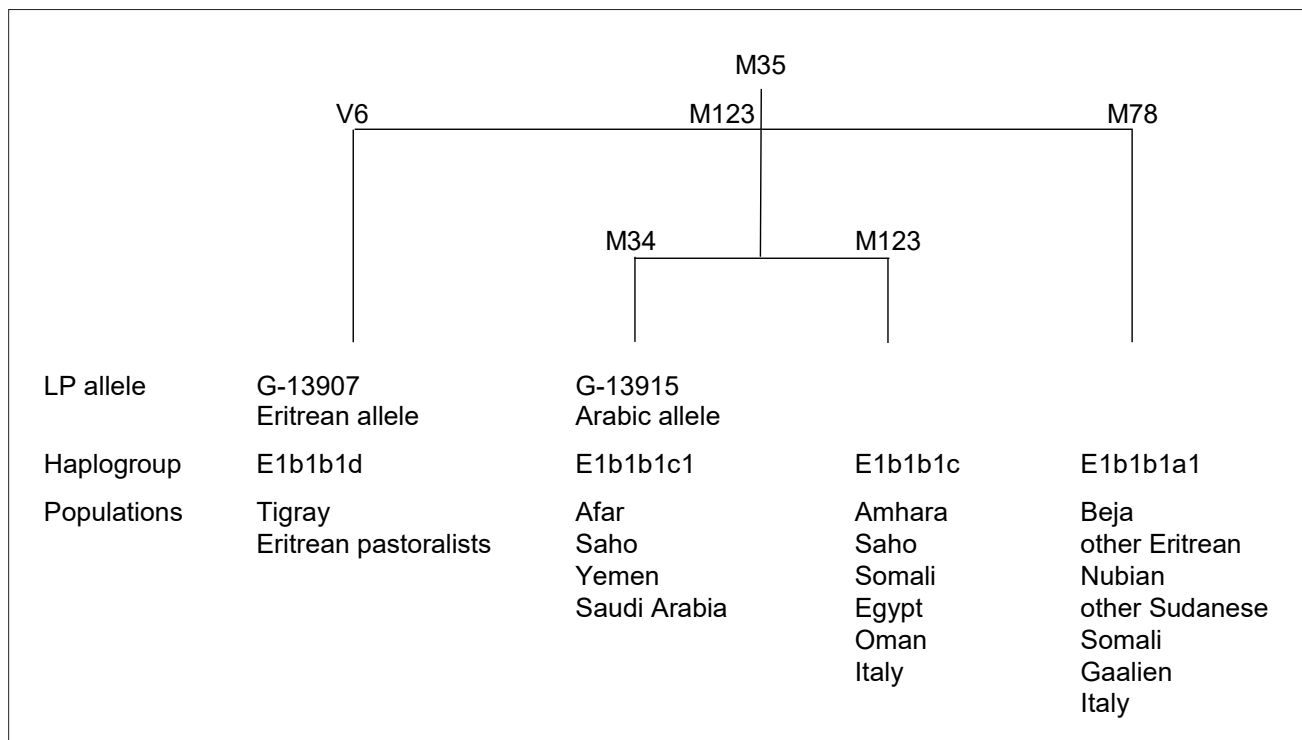 M35
V6 M123 M78
M34 M123
LP allele G-13907 G-13915
Eritrean allele Arabic allele
Haplogroup E1b1b1d E1b1b1c1 E1b1b1c E1b1b1a1
Populations Tigray Afar Amhara Beja
Eritrean pastoralists Saho Saho other Eritrean
Yemen Somali Nubian
Saudi Arabia Egypt other Sudanese
Oman Somali
Italy Gaalien
Italy